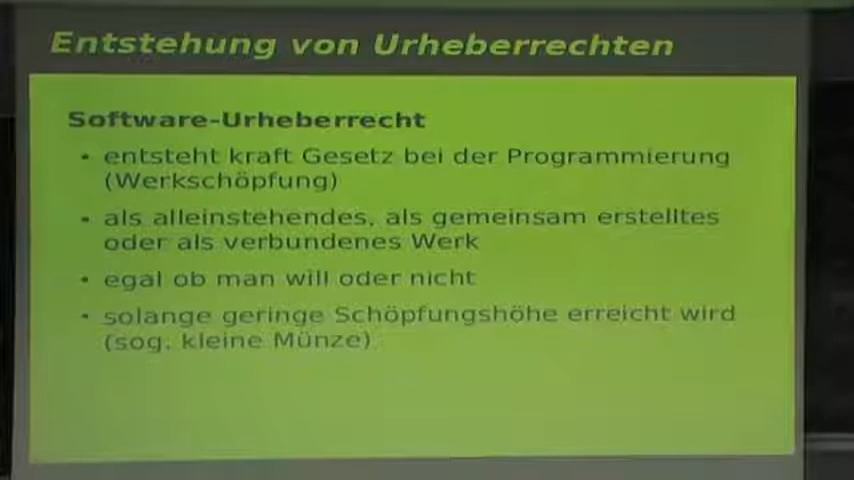 Entstehung von Urheberrechten
Software-Urheberrecht
• entsteht kraft Gesetz bei der Programmierung
(Werkschöpfung)
• als alleinstehendes, als gemeinsam erstelltes
oder als verbundenes Werk
• egal ob man will oder nicht
• solange geringe Schöpfungshöhe erreicht wird
(sog. kleine Münze)